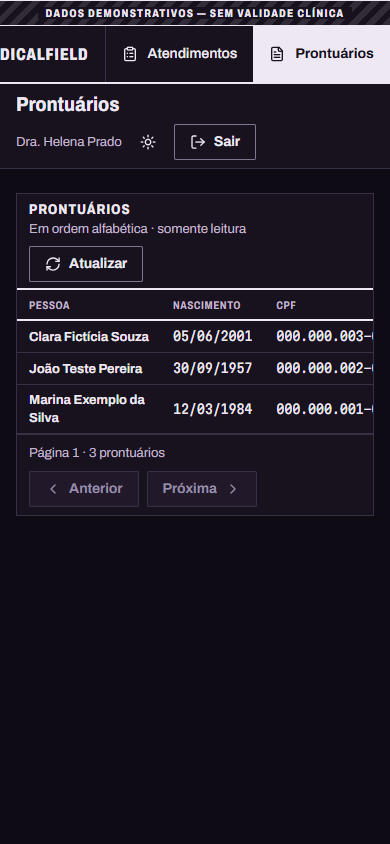 DADOS DEMONSTRATIVOS — SEM VALIDADE CLÍNICA
DICALFIELD
Atendimentos
Prontuários
Prontuários
Dra. Helena Prado
Sair
PRONTUÁRIOS
Em ordem alfabética · somente leitura
Atualizar
PESSOA NASCIMENTO CPF
Clara Fictícia Souza 05/06/2001 000.000.003-
João Teste Pereira 30/09/1957 000.000.002-
Marina Exemplo da
Silva 12/03/1984 000.000.001-
Página 1 · 3 prontuários
Anterior
Próxima